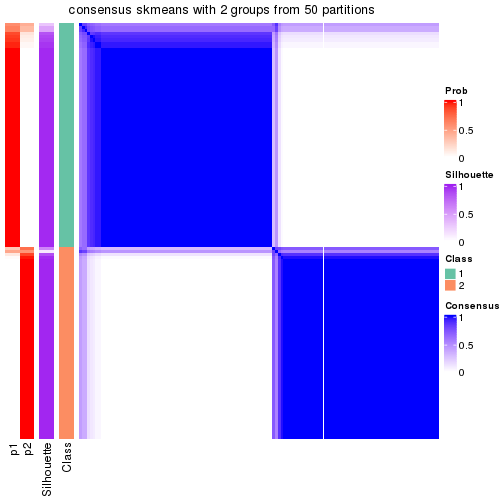 consensus skmeans with 2 groups from 50 partitions
Prob
1
0.5
0
Silhouette
1
0.5
0
Class
1
2
Consensus
1
0.5
0
p1
p2
Silhouette
Class